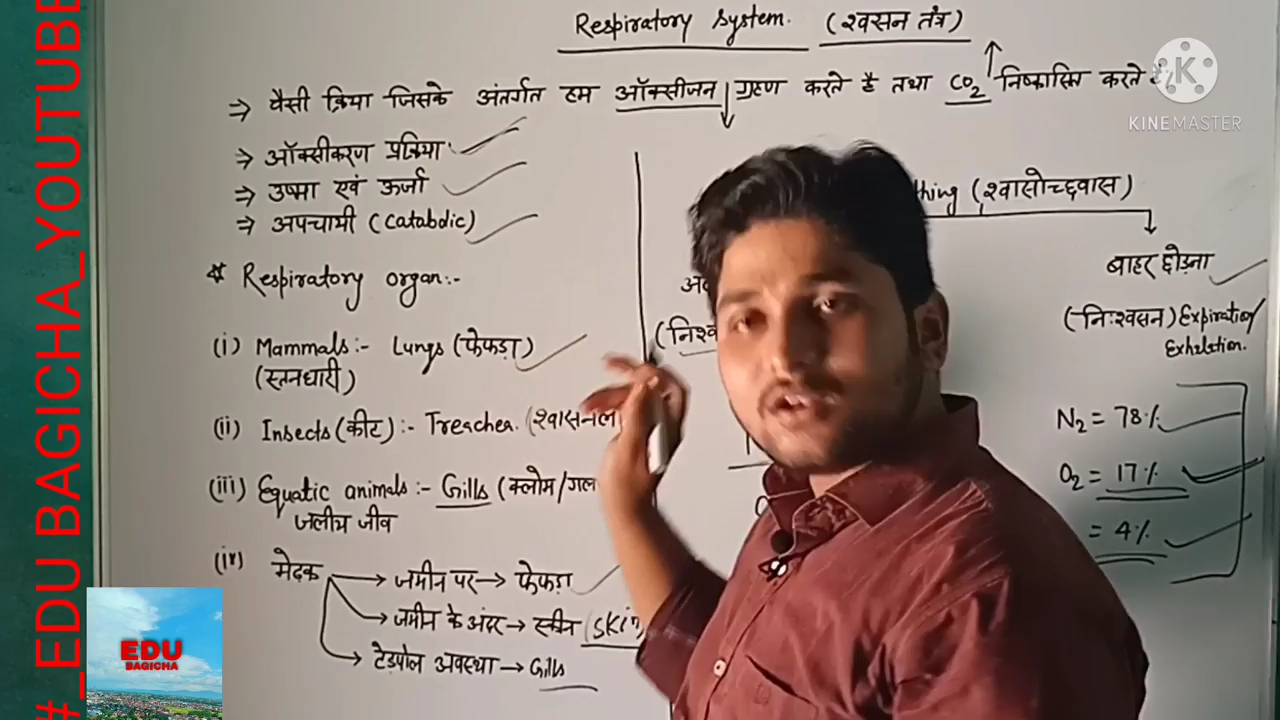 Respiratory System. (श्वसन तंत्र)
⇒ वैसी क्रिया जिसके अंतर्गत हम ऑक्सीजन ग्रहण करते है तथा CO2 निष्कासित करते है
⇒ ऑक्सीकरण प्रक्रिया
⇒ उष्मा एवं ऊर्जा
⇒ अपचायी (Catabolic)
* Respiratory organ:-
(i) Mammals:- Lungs (फेफड़ा)
(स्तनधारी)
(ii) Insects (कीट) :- Treachea. (श्वासनल
(iii) Equatic animals:- Gills (क्लोम/गल
जलीय जीव
(iv) मेढक → जमीन पर → फेफड़ा
→ जमीन के अंदर → स्कीन (Skin)
→ टेडपोल अवस्था → Gills
thing (श्वासोच्छवास)
(निश्व
बाहर छोड़ना
(निःश्वसन) Expiration/
Exhelation.
N2 = 78%
O2 = 17%
= 4%
K
KINEMASTER
#_EDU BAGICHA_YOUTUBE
EDU
BAGICHA